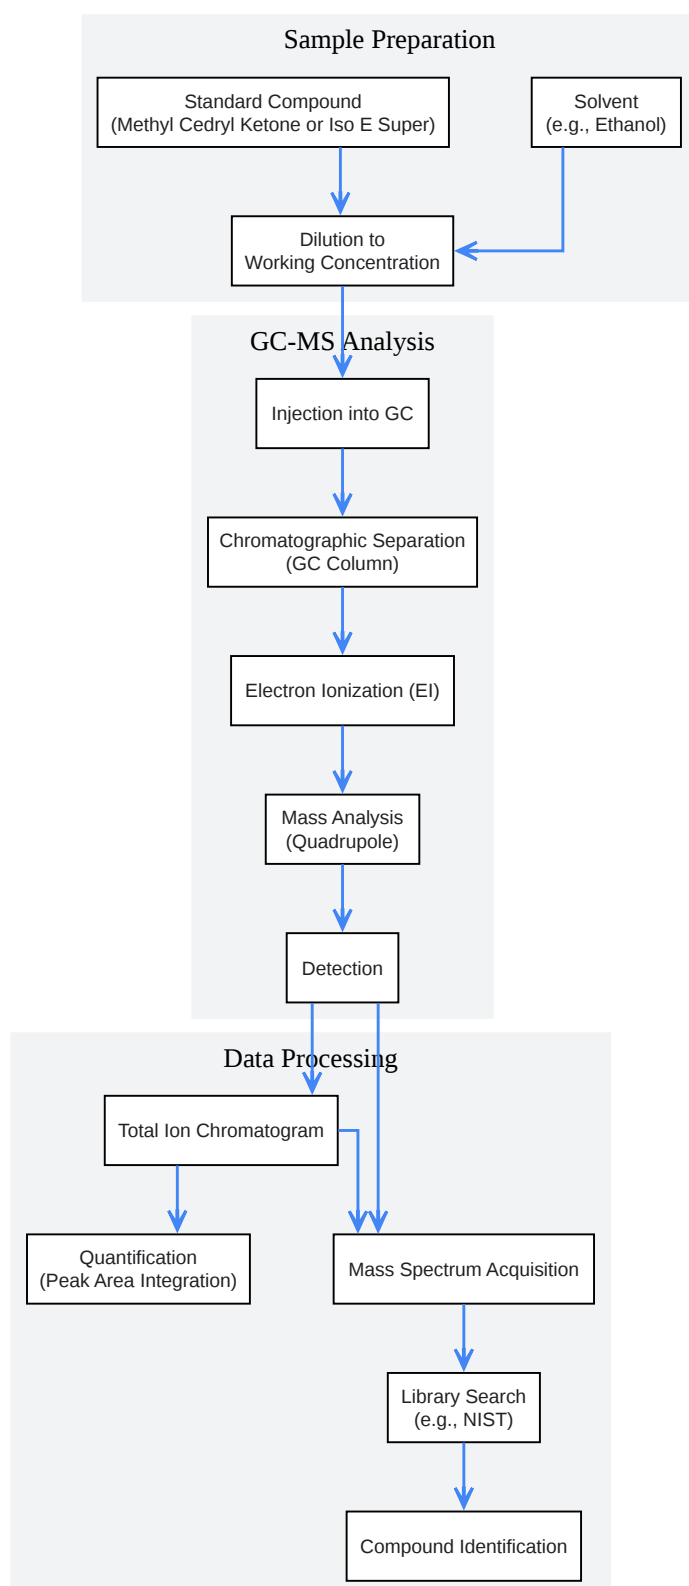 Sample Preparation
Standard Compound
(Methyl Cedryl Ketone or Iso E Super)
Solvent
(e.g., Ethanol)
Dilution to
Working Concentration
GC-MS Analysis
Injection into GC
Chromatographic Separation
(GC Column)
Electron Ionization (EI)
Mass Analysis
(Quadrupole)
Detection
Data Processing
Total Ion Chromatogram
Quantification
(Peak Area Integration)
Mass Spectrum Acquisition
Library Search
(e.g., NIST)
Compound Identification